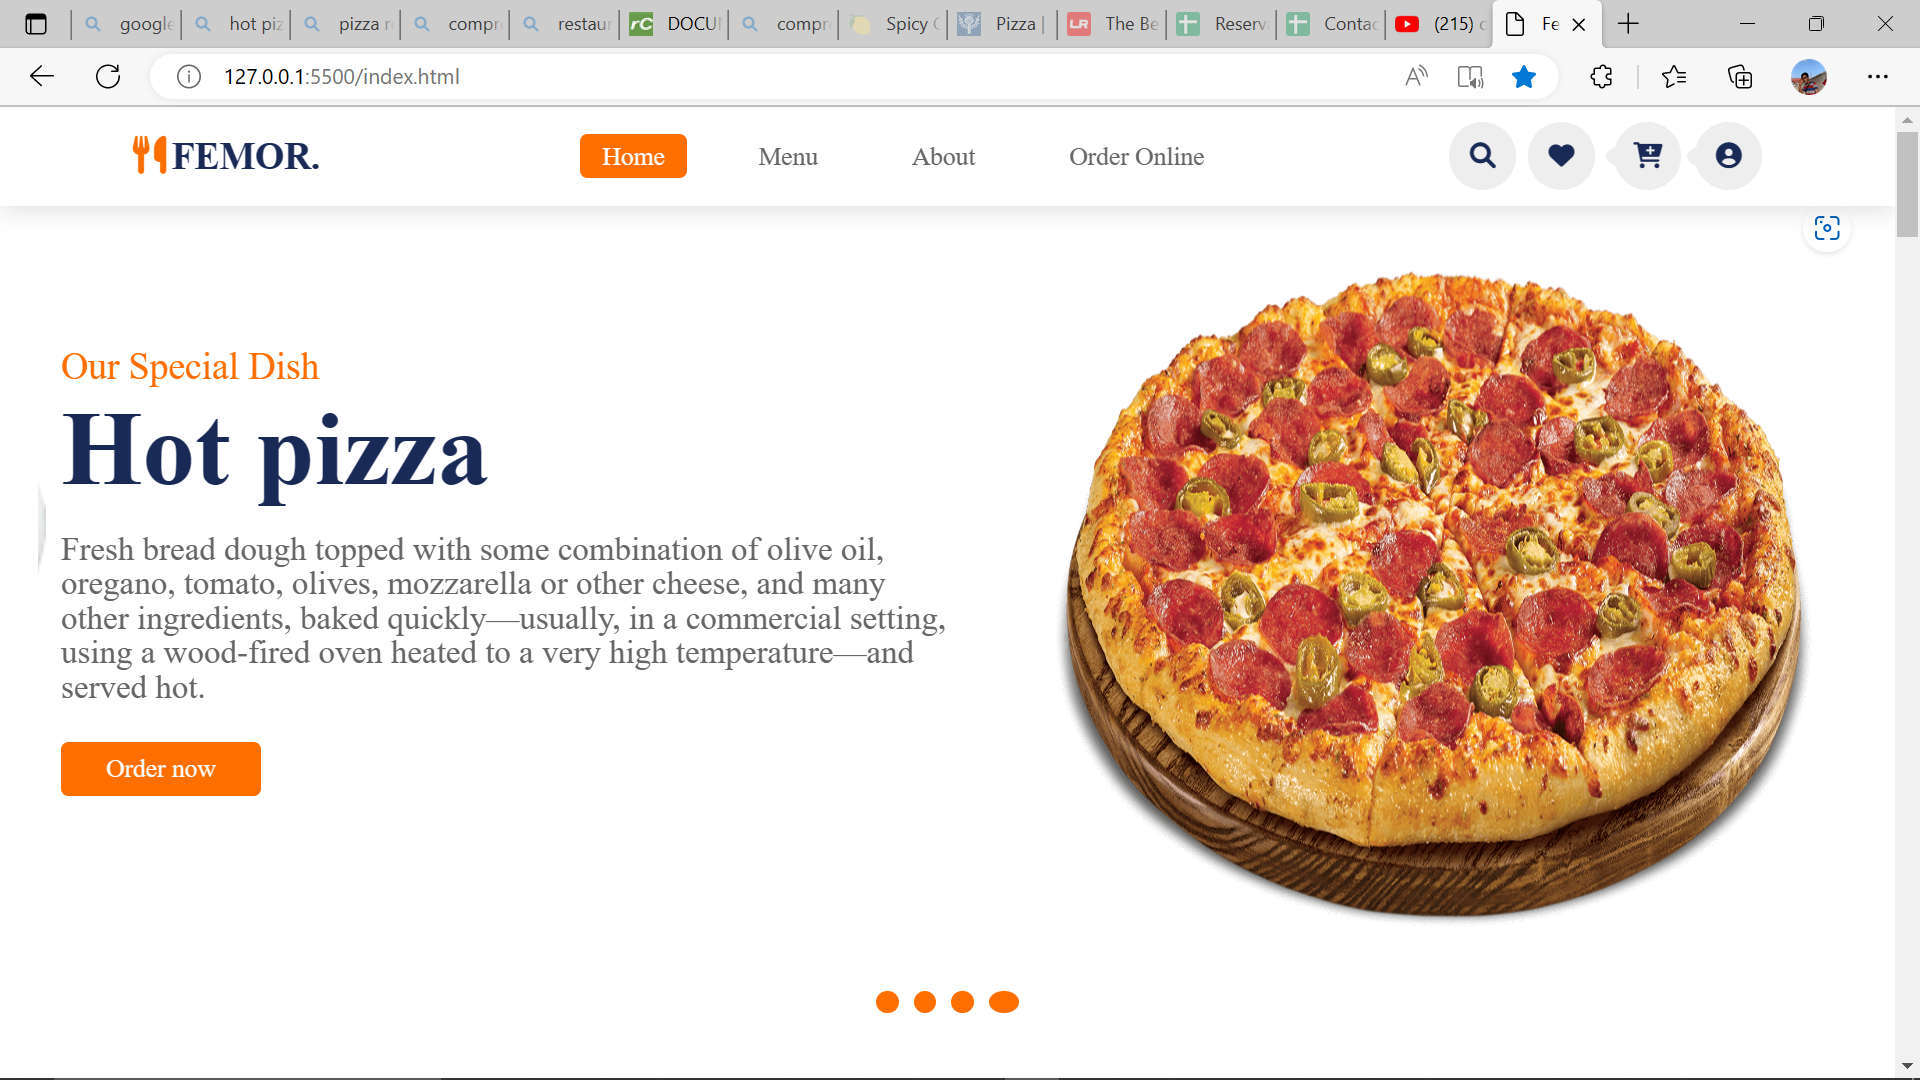 google
hot piz
pizza r
compr
restaur
rC DOCU
compr
Spicy
Pizza |
LR The Be
Reserv
Contac
(215)
Fe
127.0.0.1:5500/index.html
FEMOR.
Home
Menu
About
Order Online
Our Special Dish
Hot pizza
Fresh bread dough topped with some combination of olive oil,
oregano, tomato, olives, mozzarella or other cheese, and many
other ingredients, baked quickly—usually, in a commercial setting,
using a wood-fired oven heated to a very high temperature—and
served hot.
Order now